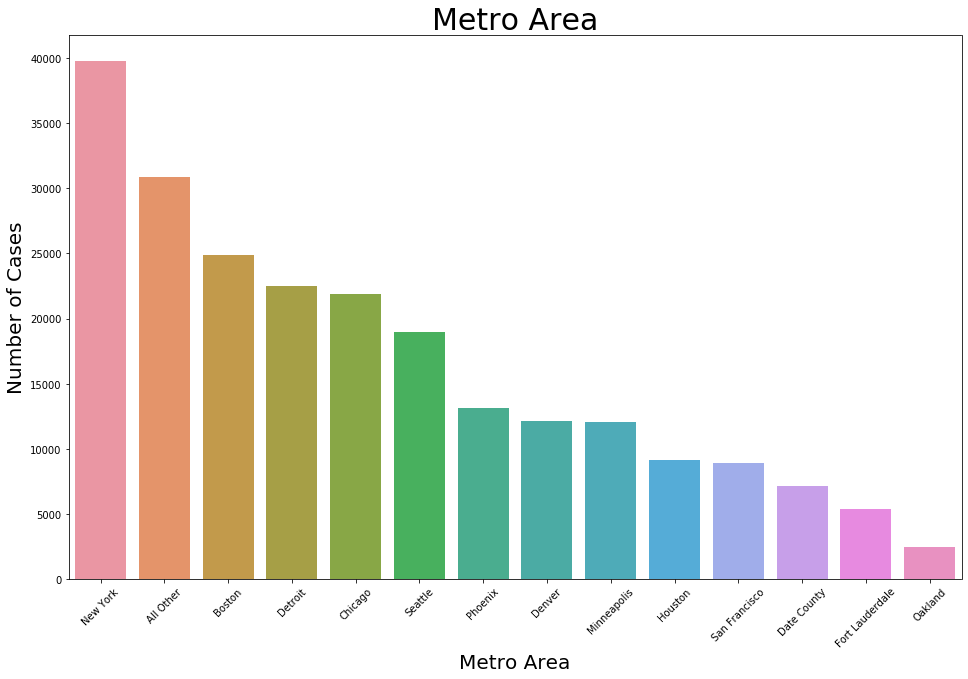 Metro Area
Number of Cases
40000
35000
30000
25000
20000
15000
10000
5000
0
New York
All Other
Boston
Detroit
Chicago
Seattle
Phoenix
Denver
Minneapolis
Houston
San Francisco
Date County
Fort Lauderdale
Oakland
Metro Area